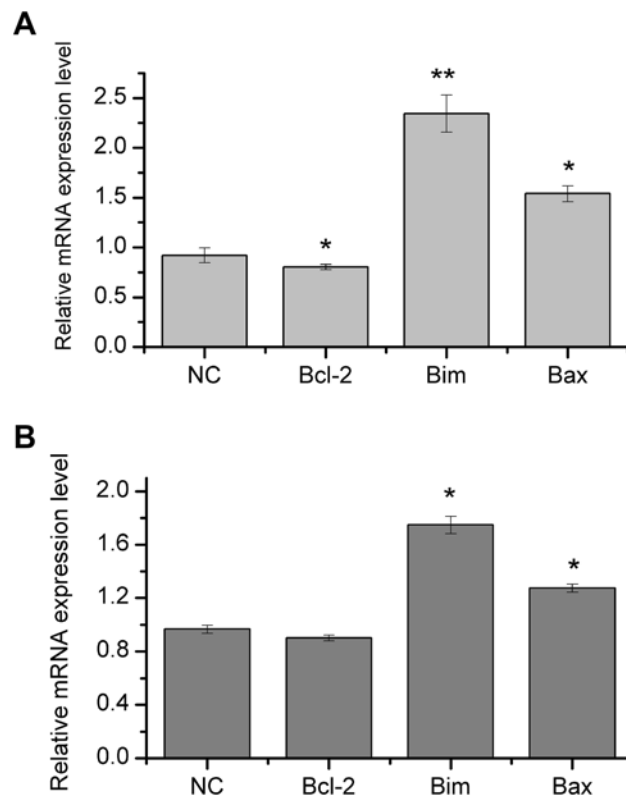 A
Relative mRNA expression level
2.5
2.0
1.5
1.0
0.5
0.0
*
**
*
NC Bcl-2 Bim Bax
B
Relative mRNA expression level
2.0
1.6
1.2
0.8
0.4
0.0
*
*
NC Bcl-2 Bim Bax